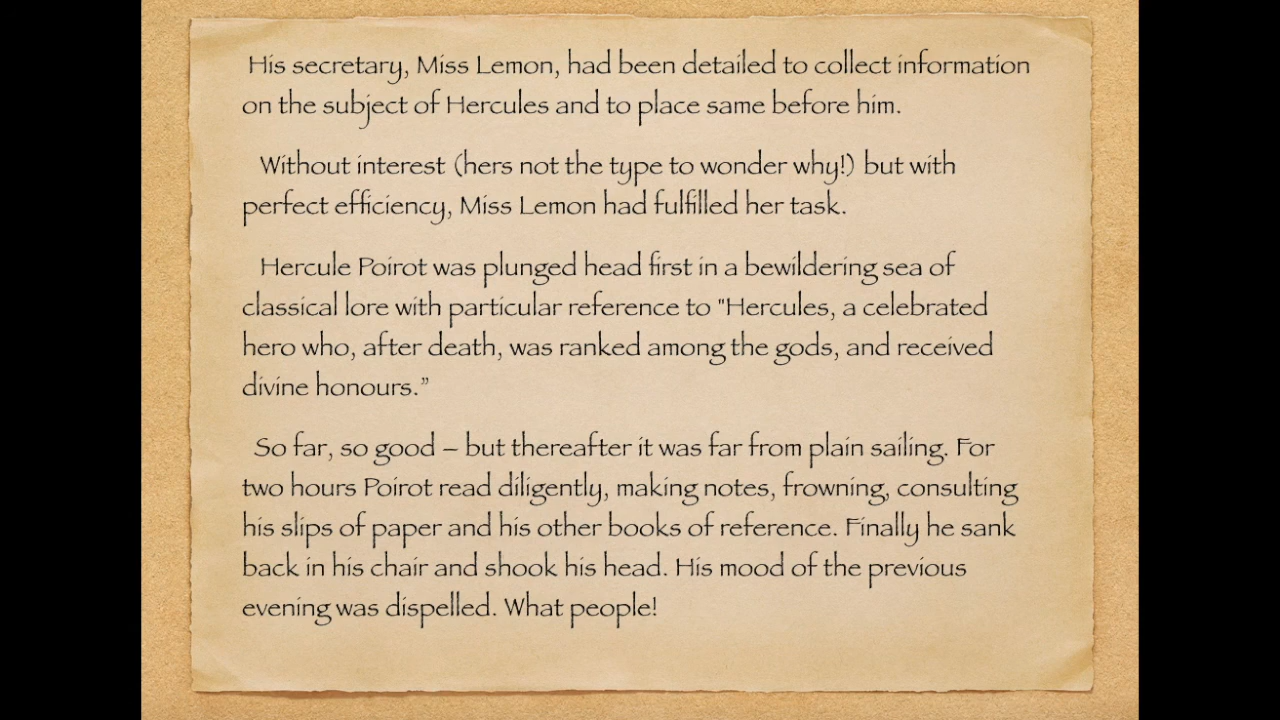 His secretary, Miss Lemon, had been detailed to collect information
on the subject of Hercules and to place same before him.
Without interest (hers not the type to wonder why!) but with
perfect efficiency, Miss Lemon had fulfilled her task.
Hercule Poirot was plunged head first in a bewildering sea of
classical lore with particular reference to "Hercules, a celebrated
hero who, after death, was ranked among the gods, and received
divine honours.”
So far, so good – but thereafter it was far from plain sailing. For
two hours Poirot read diligently, making notes, frowning, consulting
his slips of paper and his other books of reference. Finally he sank
back in his chair and shook his head. His mood of the previous
evening was dispelled. What people!